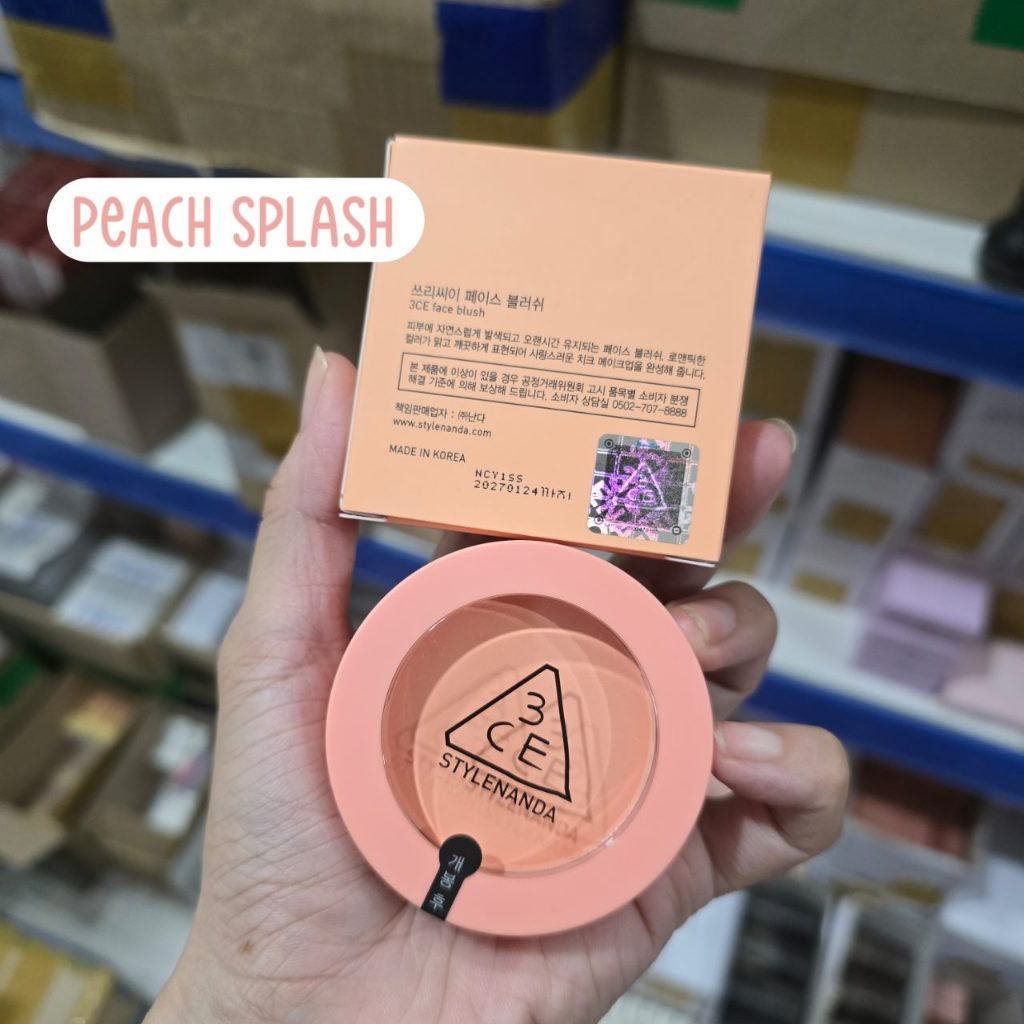 PEACH SPLASH
쓰리씨이 페이스 블러쉬
3CE face blush
피부에 자연스럽게 발색되고 오랜시간 유지되는 페이스 블러쉬. 로맨틱한
컬러가 맑고 깨끗하게 표현되어 사랑스러운 치크 메이크업을 완성해 줍니다.
본 제품에 이상이 있을 경우 공정거래위원회 고시 품목별 소비자 분쟁
해결 기준에 의해 보상해 드립니다. 소비자 상담실 0502-707-8888
책임판매업자 : ㈜난다
www.stylenanda.com
MADE IN KOREA
NCY1SS
20270124까지
3CE
3
CE
STYLENANDA
개봉후